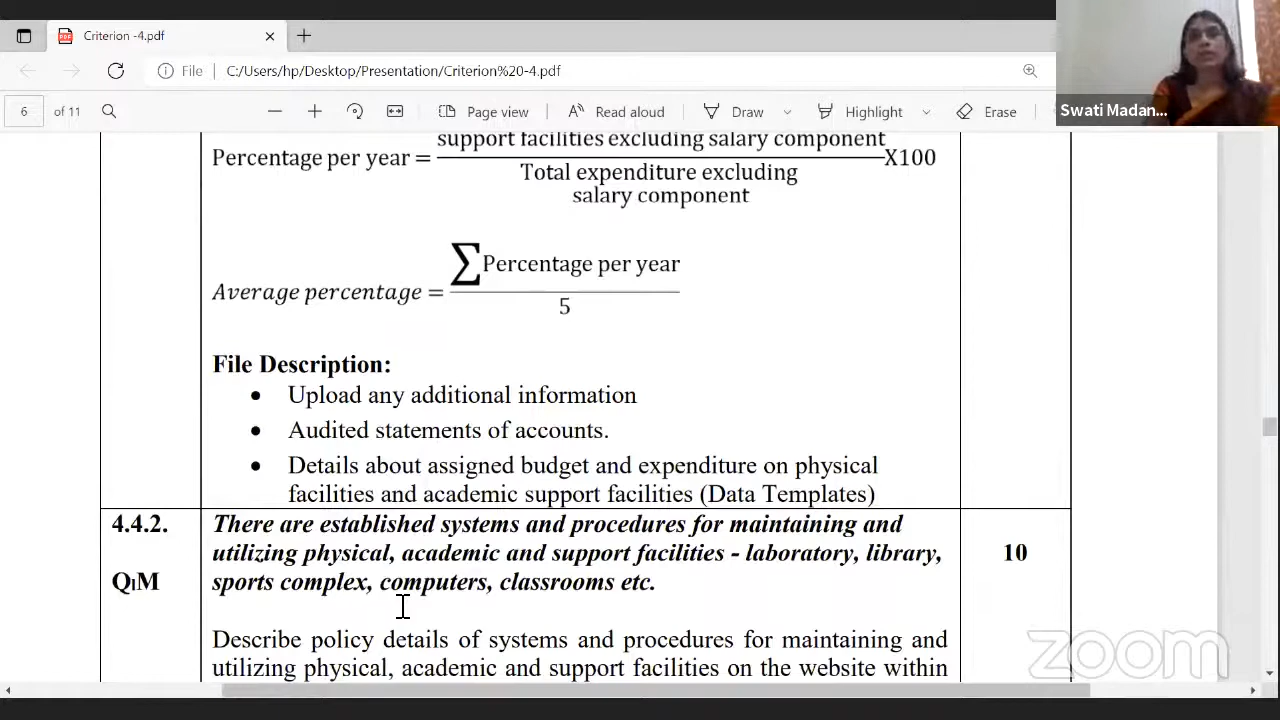 Criterion -4.pdf
File
C:/Users/hp/Desktop/Presentation/Criterion%20-4.pdf
6 of 11
Page view
Read aloud
Draw
Highlight
Erase
Swati Madan...
support facilities excluding salary component
Percentage per year = X100
Total expenditure excluding
salary component
∑Percentage per year
Average percentage =
5
File Description:
• Upload any additional information
• Audited statements of accounts.
• Details about assigned budget and expenditure on physical
facilities and academic support facilities (Data Templates)
4.4.2. There are established systems and procedures for maintaining and
utilizing physical, academic and support facilities - laboratory, library, 10
QlM sports complex, computers, classrooms etc.
Describe policy details of systems and procedures for maintaining and
utilizing physical, academic and support facilities on the website within
zoom